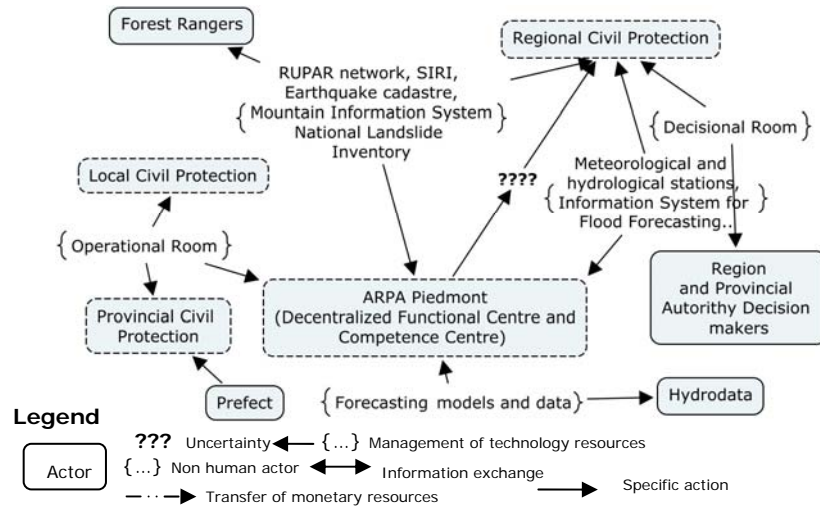 Forest Rangers
Regional Civil Protection
RUPAR network, SIRI,
Earthquake cadastre,
{ Mountain Information System }
National Landslide
Inventory
{ Decisional Room }
Local Civil Protection
????
Meteorological and
hydrological stations,
{ Information System for }
Flood Forecasting..
{ Operational Room }
Region
and Provincial
Autorithy Decision
makers
ARPA Piedmont
(Decentralized Functional Centre and
Competence Centre)
Provincial Civil
Protection
Prefect
{ Forecasting models and data }
Hydrodata
Legend
Actor
??? Uncertainty
{...} Management of technology resources
{...} Non human actor
Information exchange
Specific action
Transfer of monetary resources